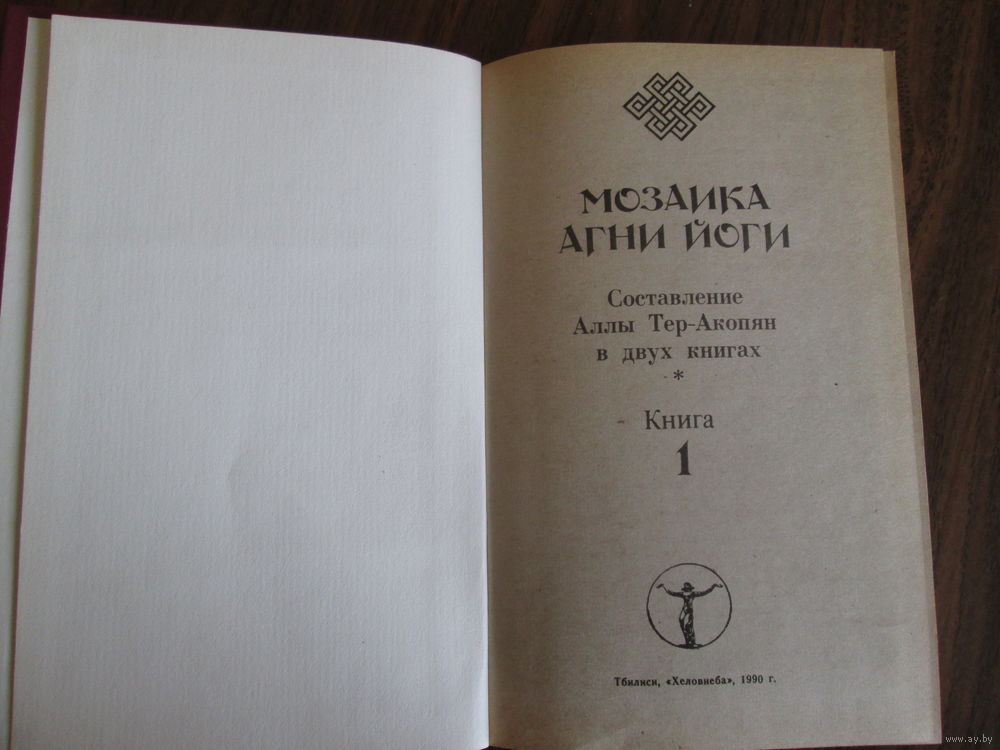 МОЗАИКА
АГНИ ЙОГИ
Составление
Аллы Тер-Акопян
в двух книгах
*
Книга
1
Тбилиси, «Хеловнеба», 1990 г.
www.ay.by